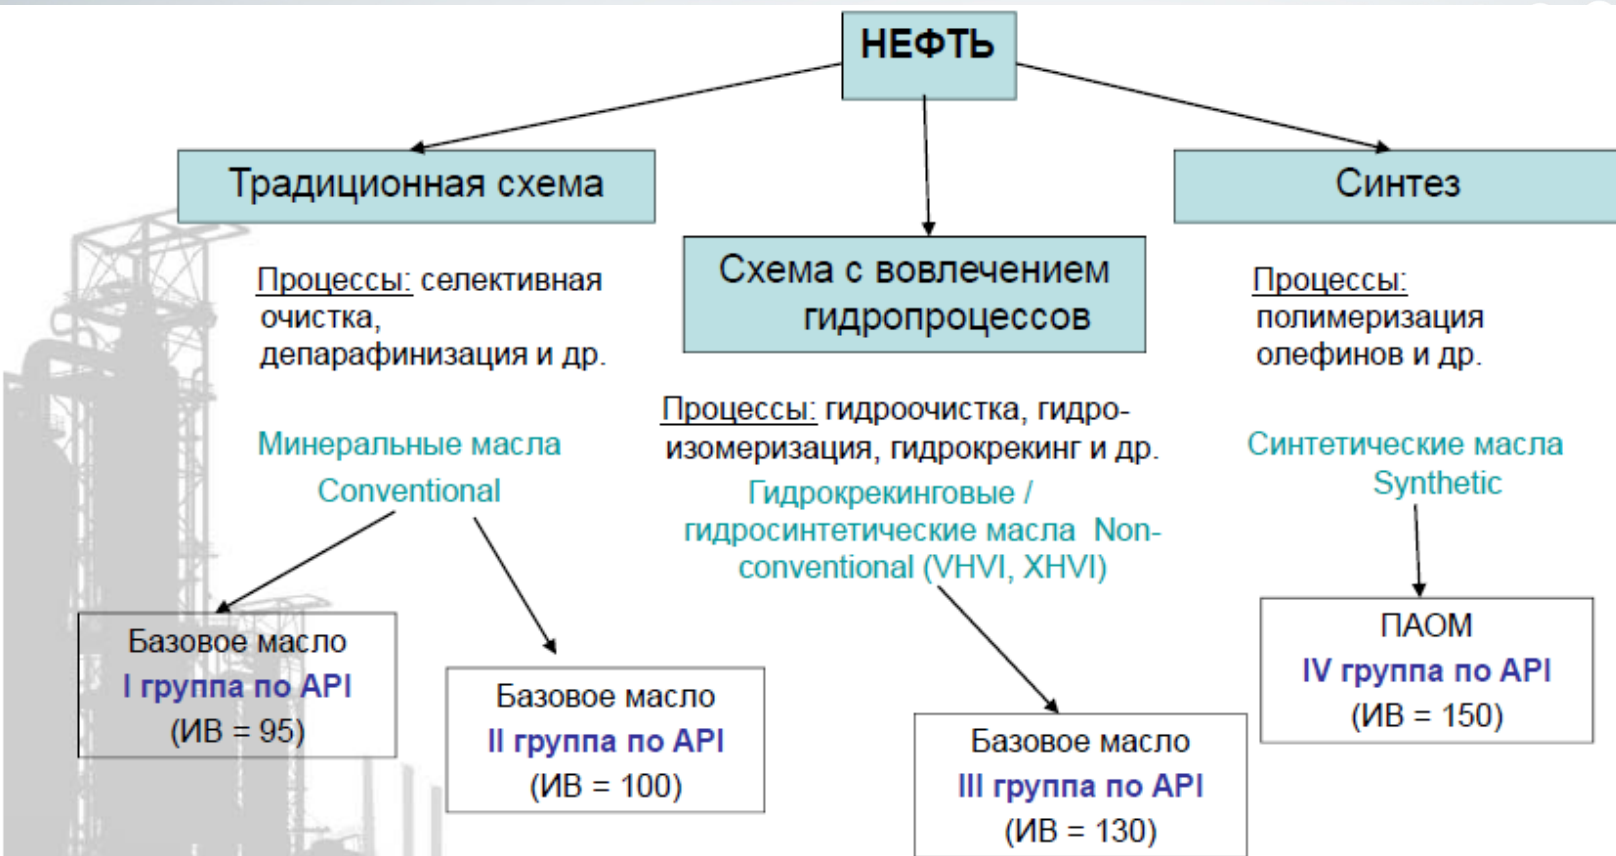 НЕФТЬ
Традиционная схема
Процессы: селективная
очистка,
депарафинизация и др.
Минеральные масла
Conventional
Базовое масло
I группа по API
(ИВ = 95)
Базовое масло
II группа по API
(ИВ = 100)
Схема с вовлечением
гидропроцессов
Процессы: гидроочистка, гидро-
изомеризация, гидрокрекинг и др.
Гидрокрекинговые /
гидросинтетические масла Non-
conventional (VHVI, XHVI)
Базовое масло
III группа по API
(ИВ = 130)
Синтез
Процессы:
полимеризация
олефинов и др.
Синтетические масла
Synthetic
ПАОМ
IV группа по API
(ИВ = 150)